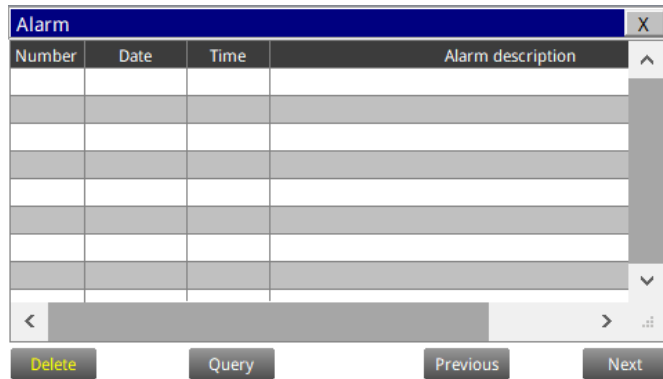 Alarm X
Number Date Time Alarm description
Delete Query Previous Next